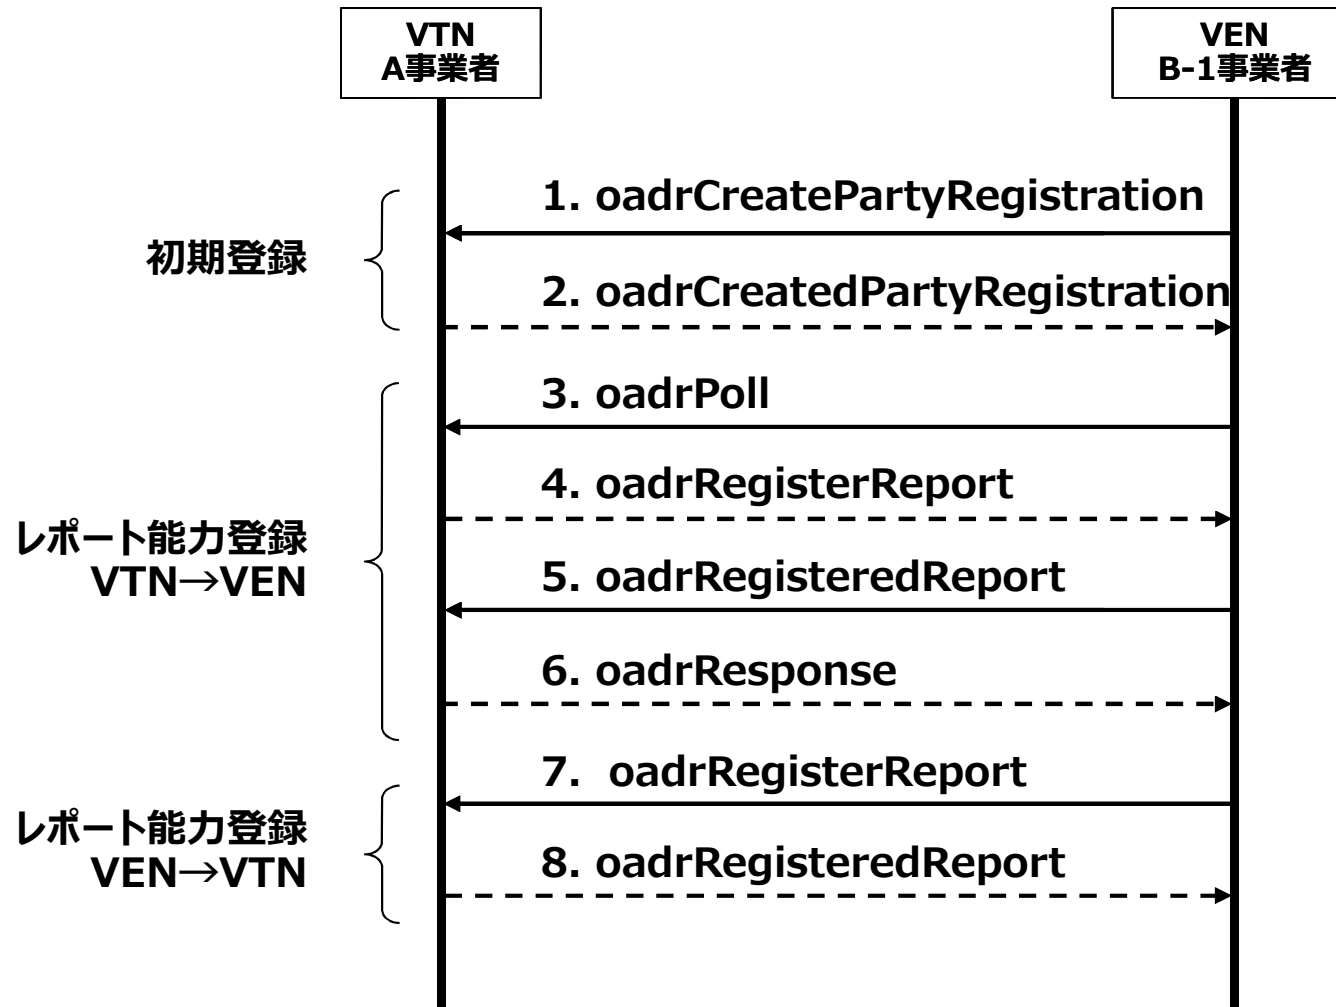 VTN
A事業者
VEN
B-1事業者
初期登録
1. oadrCreatePartyRegistration
2. oadrCreatedPartyRegistration
レポート能力登録
VTN→VEN
3. oadrPoll
4. oadrRegisterReport
5. oadrRegisteredReport
6. oadrResponse
レポート能力登録
VEN→VTN
7. oadrRegisterReport
8. oadrRegisteredReport